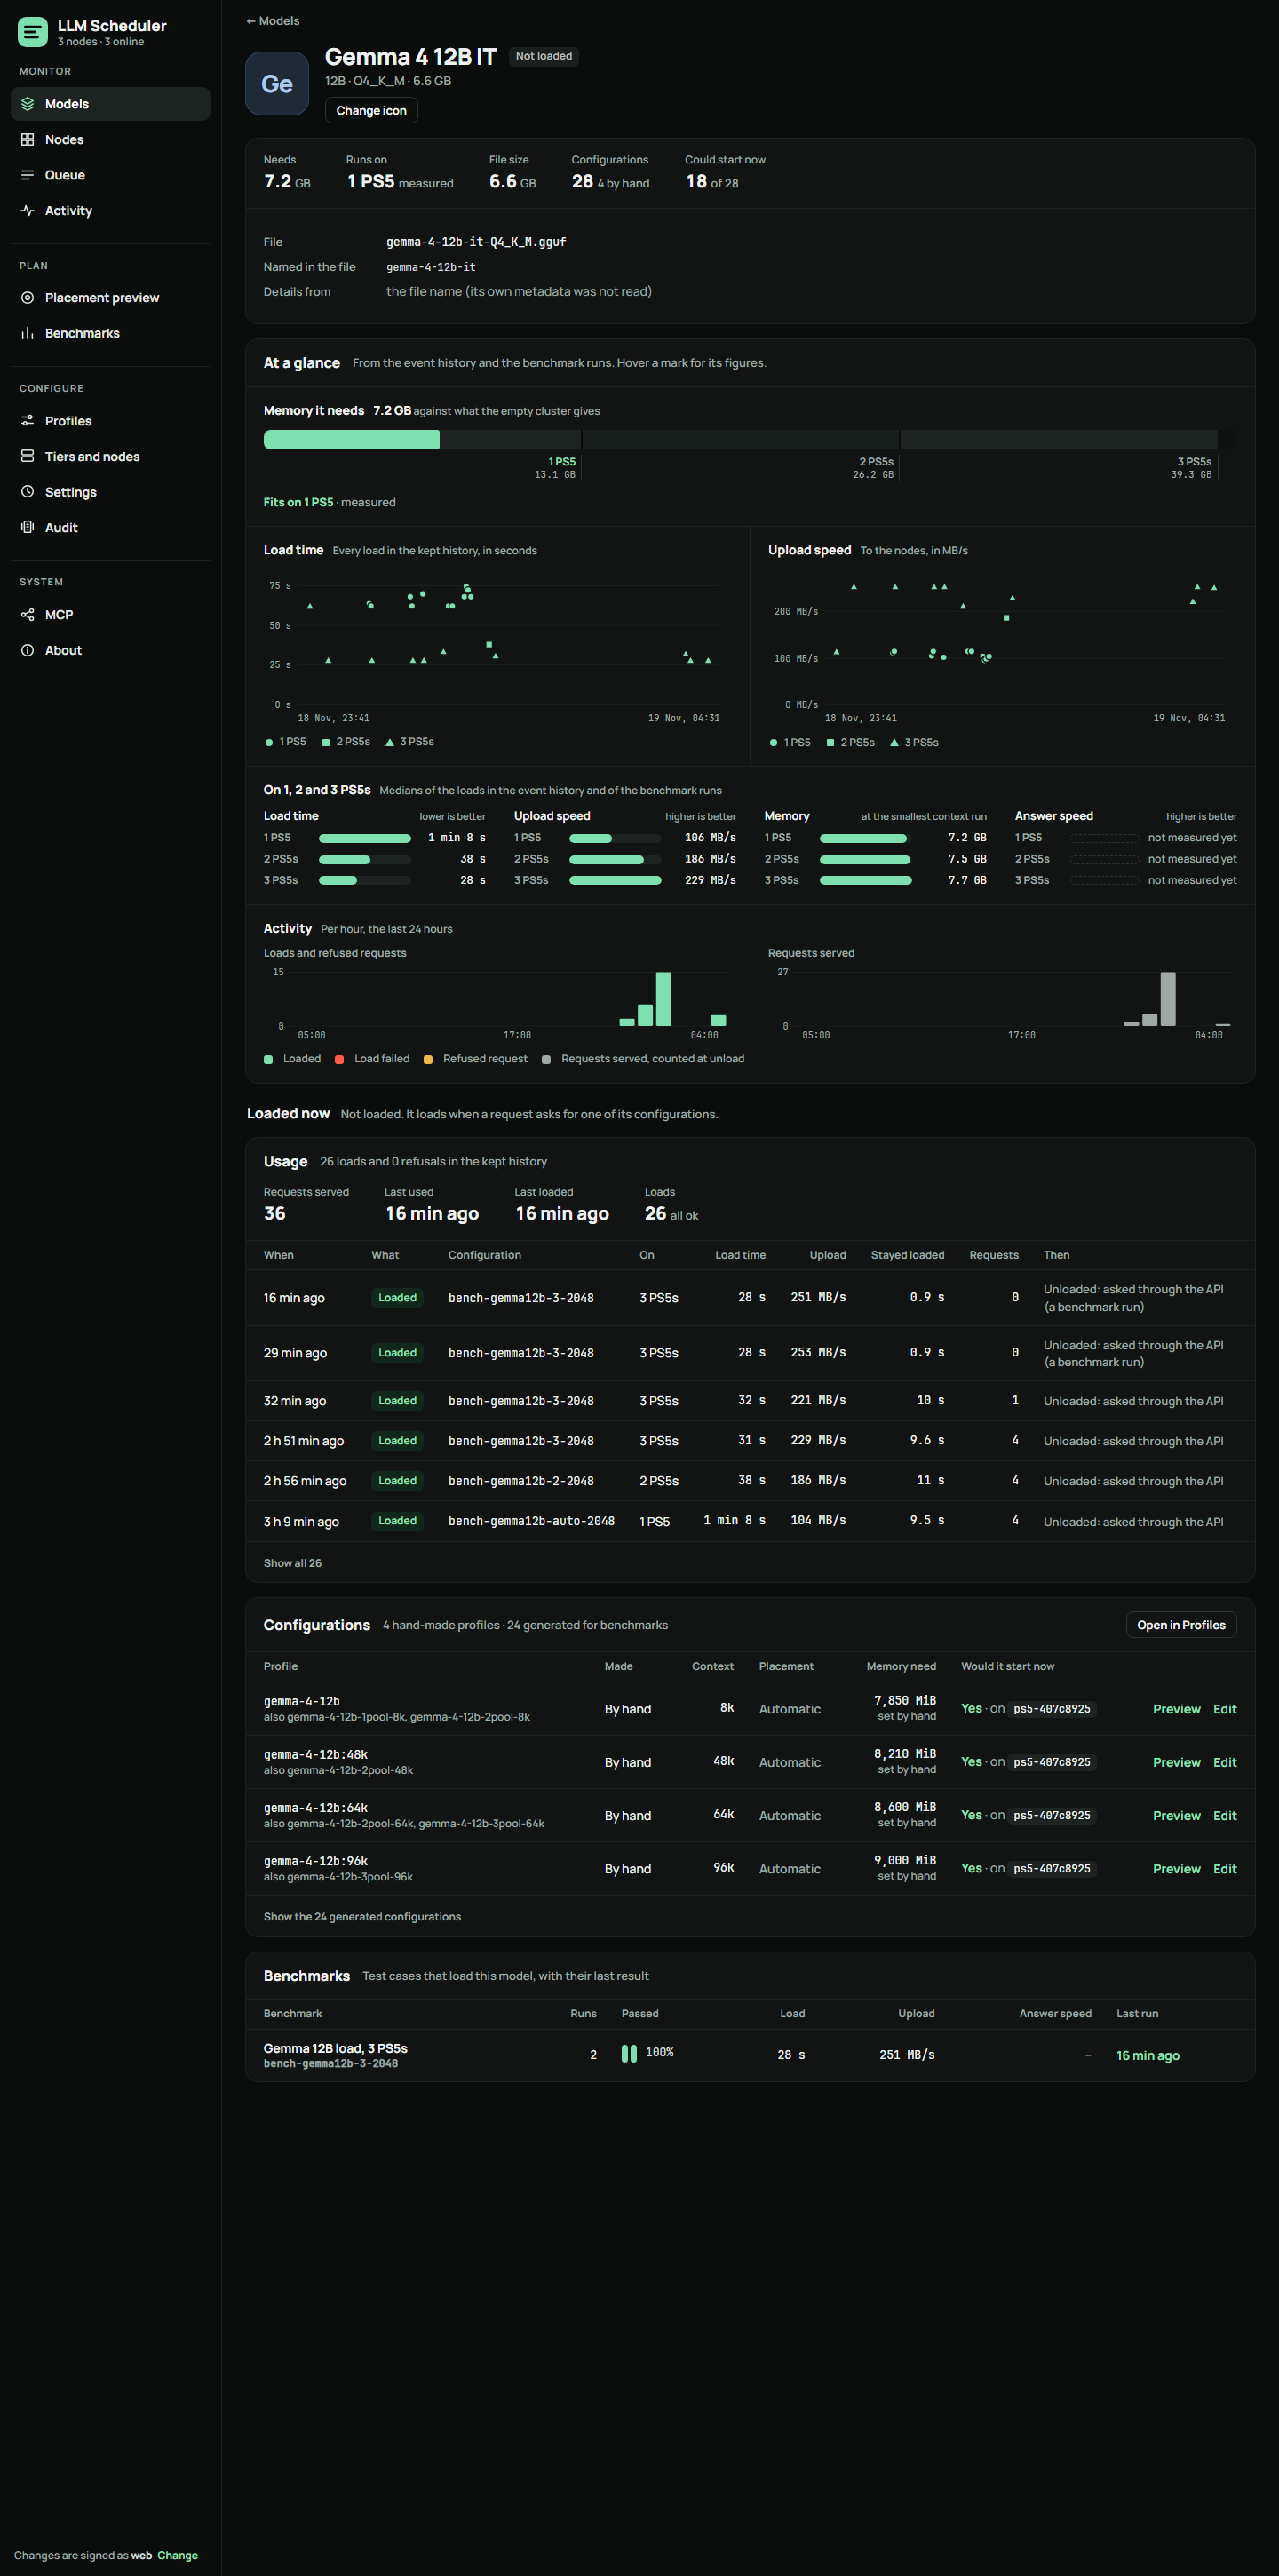 LLM Scheduler
3 nodes · 3 online
MONITOR
Models
Nodes
Queue
Activity
PLAN
Placement preview
Benchmarks
CONFIGURE
Profiles
Tiers and nodes
Settings
Audit
SYSTEM
MCP
About
Changes are signed as web Change
← Models
Ge
Gemma 4 12B IT Not loaded
12B · Q4_K_M · 6.6 GB
Change icon
Needs Runs on File size Configurations Could start now
7.2 GB 1 PS5 measured 6.6 GB 28 4 by hand 18 of 28
File gemma-4-12b-it-Q4_K_M.gguf
Named in the file gemma-4-12b-it
Details from the file name (its own metadata was not read)
At a glance From the event history and the benchmark runs. Hover a mark for its figures.
Memory it needs 7.2 GB against what the empty cluster gives
1 PS5 2 PS5s 3 PS5s
13.1 GB 26.2 GB 39.3 GB
Fits on 1 PS5 · measured
Load time Every load in the kept history, in seconds
75 s
50 s
25 s
0 s
18 Nov, 23:41 19 Nov, 04:31
1 PS5 2 PS5s 3 PS5s
Upload speed To the nodes, in MB/s
200 MB/s
100 MB/s
0 MB/s
18 Nov, 23:41 19 Nov, 04:31
1 PS5 2 PS5s 3 PS5s
On 1, 2 and 3 PS5s Medians of the loads in the event history and of the benchmark runs
Load time lower is better
1 PS5 1 min 8 s
2 PS5s 38 s
3 PS5s 28 s
Upload speed higher is better
1 PS5 106 MB/s
2 PS5s 186 MB/s
3 PS5s 229 MB/s
Memory at the smallest context run
1 PS5 7.2 GB
2 PS5s 7.5 GB
3 PS5s 7.7 GB
Answer speed higher is better
1 PS5 not measured yet
2 PS5s not measured yet
3 PS5s not measured yet
Activity Per hour, the last 24 hours
Loads and refused requests
15
0
05:00 17:00 04:00
Requests served
27
0
05:00 17:00 04:00
Loaded Load failed Refused request Requests served, counted at unload
Loaded now Not loaded. It loads when a request asks for one of its configurations.
Usage 26 loads and 0 refusals in the kept history
Requests served Last used Last loaded Loads
36 16 min ago 16 min ago 26 all ok
When What Configuration On Load time Upload Stayed loaded Requests Then
16 min ago Loaded bench-gemma12b-3-2048 3 PS5s 28 s 251 MB/s 0.9 s 0 Unloaded: asked through the API
(a benchmark run)
29 min ago Loaded bench-gemma12b-3-2048 3 PS5s 28 s 253 MB/s 0.9 s 0 Unloaded: asked through the API
(a benchmark run)
32 min ago Loaded bench-gemma12b-3-2048 3 PS5s 32 s 221 MB/s 10 s 1 Unloaded: asked through the API
2 h 51 min ago Loaded bench-gemma12b-3-2048 3 PS5s 31 s 229 MB/s 9.6 s 4 Unloaded: asked through the API
2 h 56 min ago Loaded bench-gemma12b-2-2048 2 PS5s 38 s 186 MB/s 11 s 4 Unloaded: asked through the API
3 h 9 min ago Loaded bench-gemma12b-auto-2048 1 PS5 1 min 8 s 104 MB/s 9.5 s 4 Unloaded: asked through the API
Show all 26
Configurations 4 hand-made profiles · 24 generated for benchmarks Open in Profiles
Profile Made Context Placement Memory need Would it start now
gemma-4-12b By hand 8k Automatic 7,850 MiB Yes · on ps5-407c8925 Preview Edit
also gemma-4-12b-1pool-8k, gemma-4-12b-2pool-8k set by hand
gemma-4-12b:48k By hand 48k Automatic 8,210 MiB Yes · on ps5-407c8925 Preview Edit
also gemma-4-12b-2pool-48k set by hand
gemma-4-12b:64k By hand 64k Automatic 8,600 MiB Yes · on ps5-407c8925 Preview Edit
also gemma-4-12b-2pool-64k, gemma-4-12b-3pool-64k set by hand
gemma-4-12b:96k By hand 96k Automatic 9,000 MiB Yes · on ps5-407c8925 Preview Edit
also gemma-4-12b-3pool-96k set by hand
Show the 24 generated configurations
Benchmarks Test cases that load this model, with their last result
Benchmark Runs Passed Load Upload Answer speed Last run
Gemma 12B load, 3 PS5s 2 100% 28 s 251 MB/s – 16 min ago
bench-gemma12b-3-2048